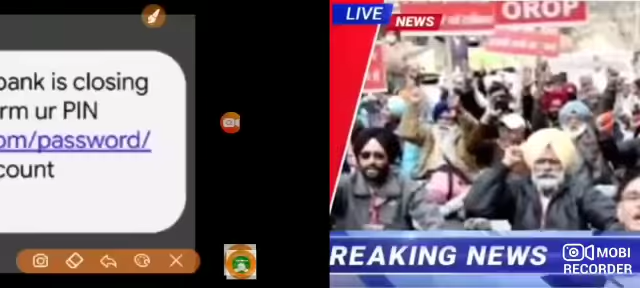 bank is closing
rm ur PIN
om/password/
count
LIVE
NEWS
OROP
REAKING NEWS
MOBI
RECORDER